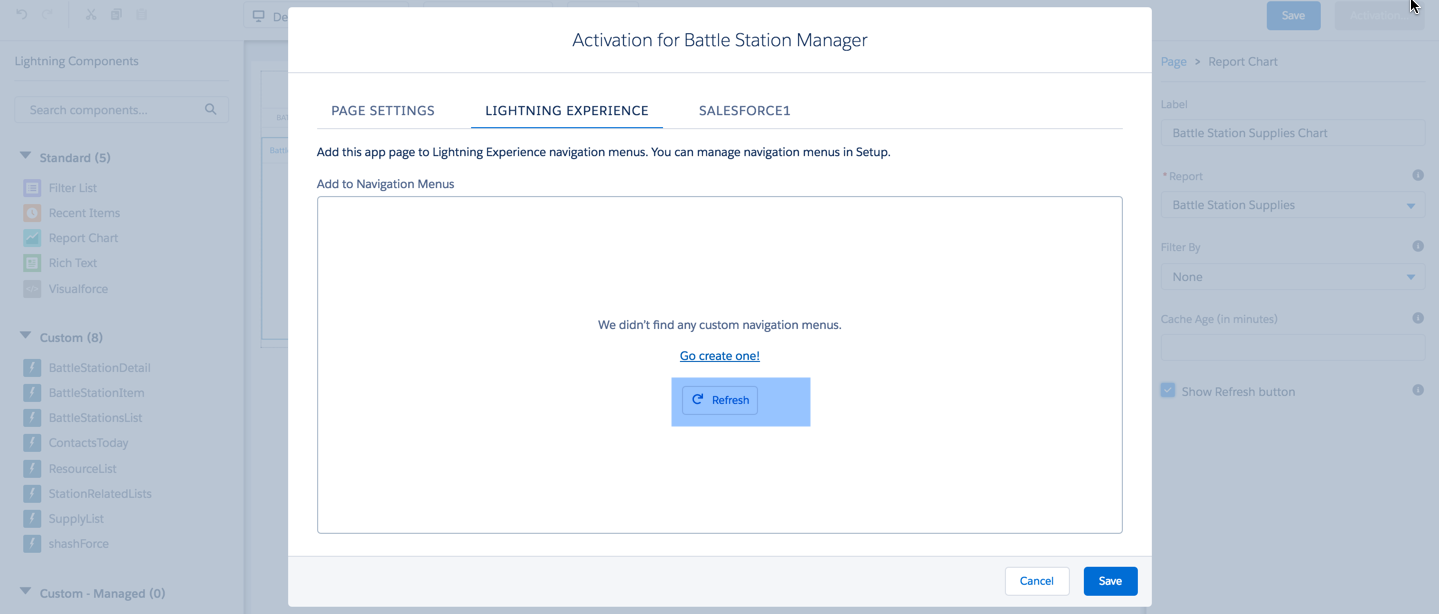 Activation for Battle Station Manager
Save
Lightning Components
Search components...
Standard (5)
Filter List
Recent Items
Report Chart
Rich Text
Visualforce
Custom (8)
BattleStationDetail
BattleStationItem
BattleStationsList
ContactsToday
ResourceList
StationRelatedLists
SupplyList
shashForce
Custom - Managed (0)
PAGE SETTINGS
LIGHTNING EXPERIENCE
SALESFORCE1
Add this app page to Lightning Experience navigation menus. You can manage navigation menus in Setup.
Add to Navigation Menus
We didn't find any custom navigation menus.
Go create one!
Refresh
Cancel
Save
Page > Report Chart
Label
Battle Station Supplies Chart
* Report
Battle Station Supplies
Filter By
None
Cache Age (in minutes)
Show Refresh button